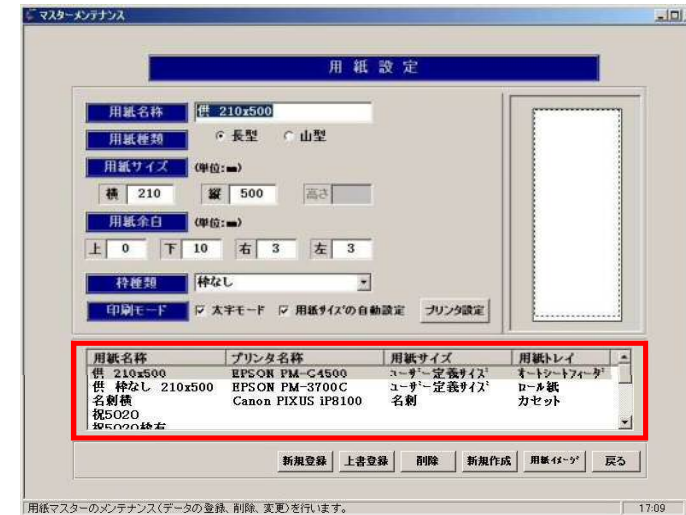 マスターメンテナンス
用 紙 設 定
用紙名称 供 210x500
用紙種類 長型 山型
用紙サイズ (単位:mm)
横 210 縦 500 高さ
用紙余白 (単位:mm)
上 0 下 10 右 3 左 3
枠種類 枠なし
印刷モード 太字モード 用紙ｻｲｽﾞの自動設定 プリンタ設定
用紙名称 プリンタ名称 用紙サイズ 用紙トレイ
供 210x500 EPSON PM-G4500 ユーザー定義ｻｲｽﾞ ｵｰﾄｼｰﾄﾌｨｰﾀﾞ
供 枠なし 210x500 EPSON PM-3700C ユーザー定義ｻｲｽﾞ ロール紙
名刺横 Canon PIXUS iP8100 名刺 カセット
祝5020
祝5020枠有
新規登録 上書登録 削除 新規作成 用紙ｲﾒｰｼﾞ 戻る
用紙マスターのメンテナンス(データの登録、削除、変更)を行います。 17:09